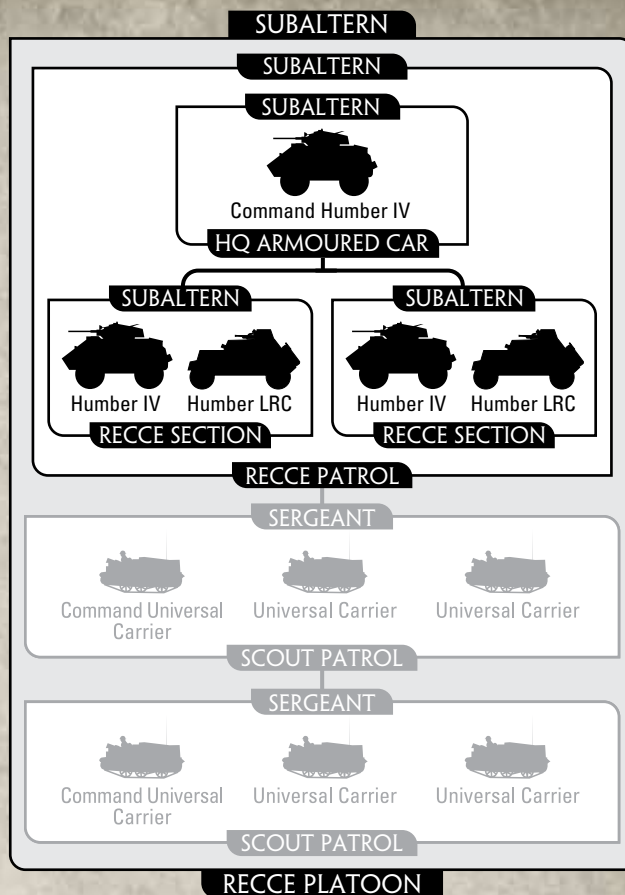 SUBALTERN
SUBALTERN
SUBALTERN
Command Humber IV
HQ ARMOURED CAR
SUBALTERN
SUBALTERN
Humber IV
Humber LRC
Humber IV
Humber LRC
RECCE SECTION
RECCE SECTION
RECCE PATROL
SERGEANT
Command Universal
Carrier
Universal Carrier
Universal Carrier
SCOUT PATROL
SERGEANT
Command Universal
Carrier
Universal Carrier
Universal Carrier
SCOUT PATROL
RECCE PLATOON